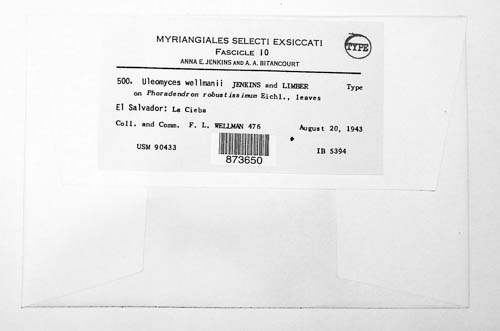 MYRIANGIALES SELECTI EXSICCATI
FASCICLE 10
TYPE
ANNA E. JENKINS AND A. A. BITANCOURT
500. Uleomyces wellmanii JENKINS and LIMBER Type
on Phoradendron robustissimum Eichl., leaves
El Salvador: La Cieba
Coll. and Comm. F. L. WELLMAN 476 August 20, 1943
USM 90433 IB 5394
873650